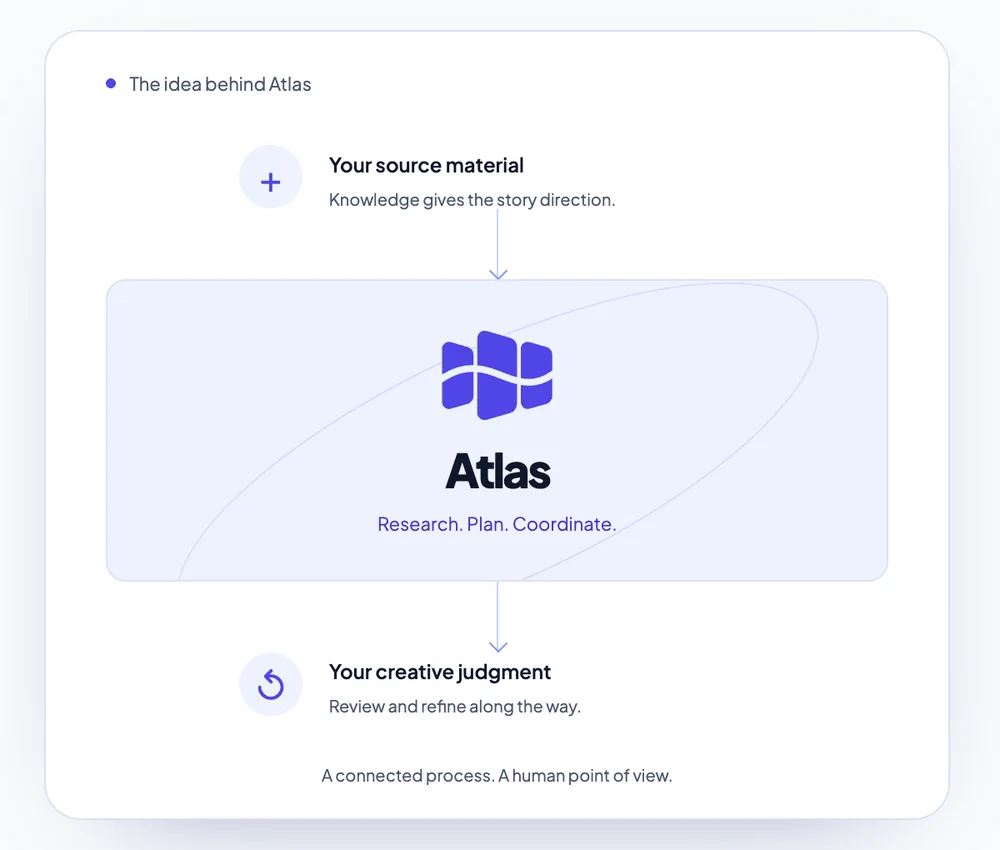 The idea behind Atlas
Your source material
Knowledge gives the story direction.
Atlas
Research. Plan. Coordinate.
Your creative judgment
Review and refine along the way.
A connected process. A human point of view.